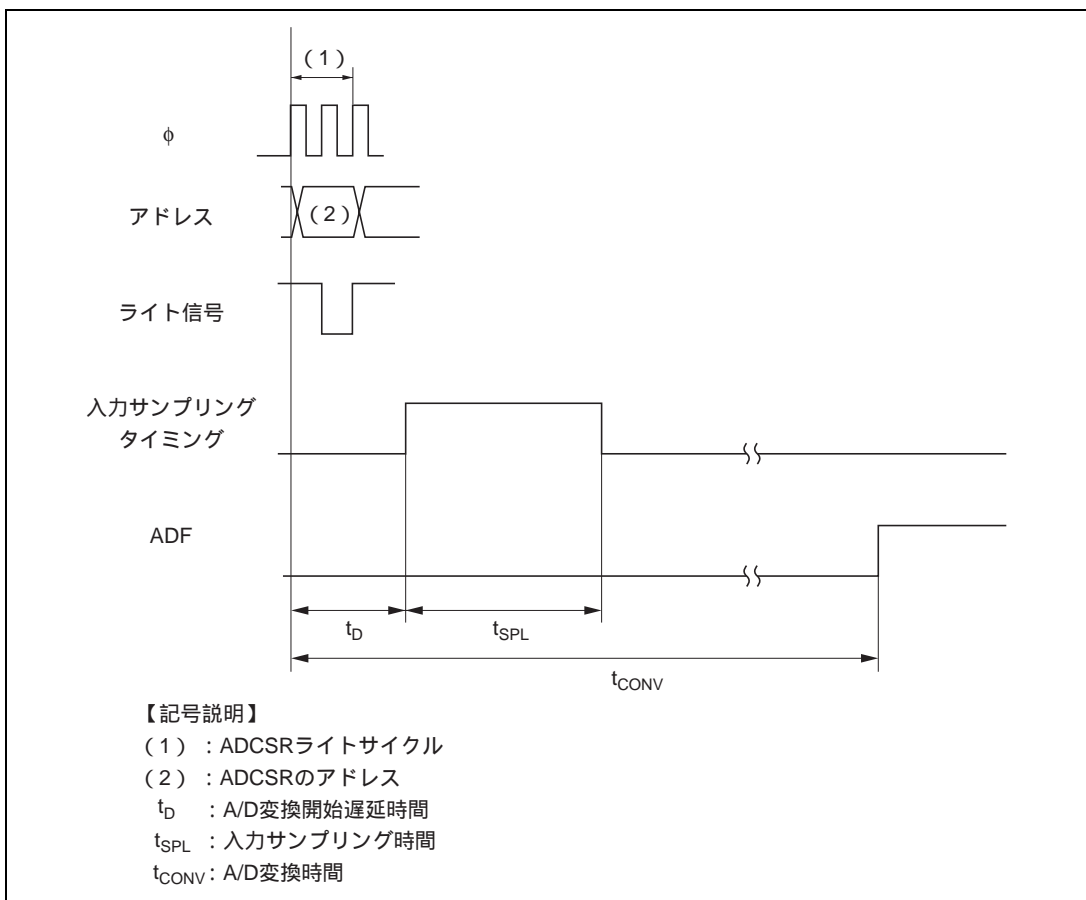 （1）
φ
アドレス
（2）
ライト信号
入力サンプリング
タイミング
ADF
tD
tSPL
tCONV
【記号説明】
（1）：ADCSRライトサイクル
（2）：ADCSRのアドレス
tD ：A/D変換開始遅延時間
tSPL ：入力サンプリング時間
tCONV：A/D変換時間